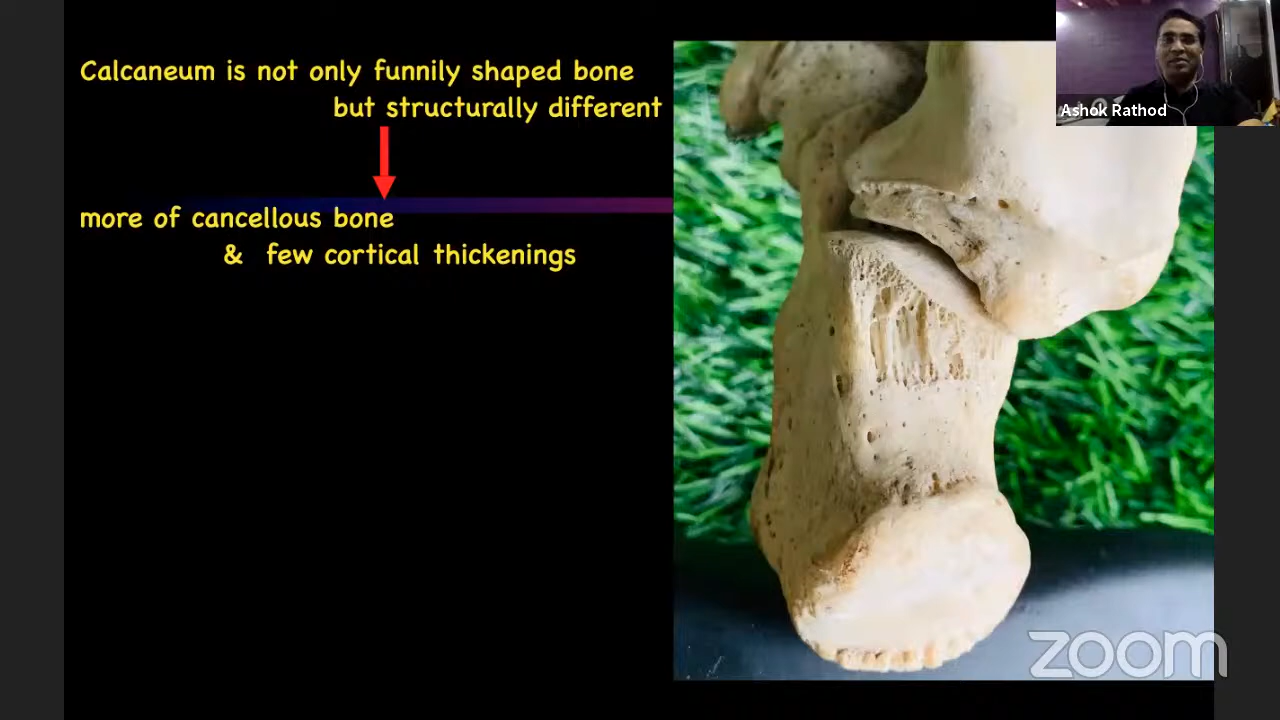 Calcaneum is not only funnily shaped bone
but structurally different
more of cancellous bone
& few cortical thickenings
Ashok Rathod
zoom